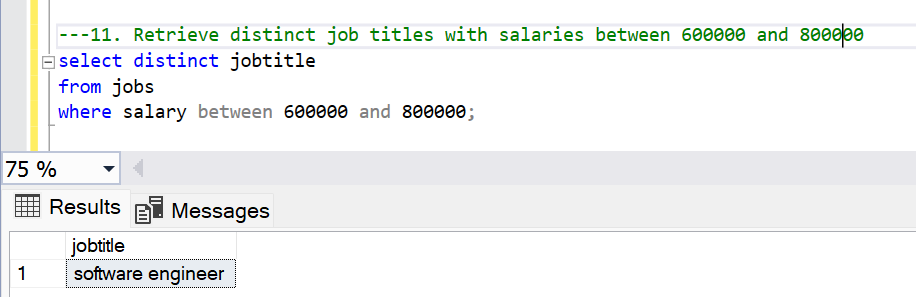 ---11. Retrieve distinct job titles with salaries between 600000 and 800000
select distinct jobtitle
from jobs
where salary between 600000 and 800000;
75 %
Results Messages
jobtitle
1 software engineer